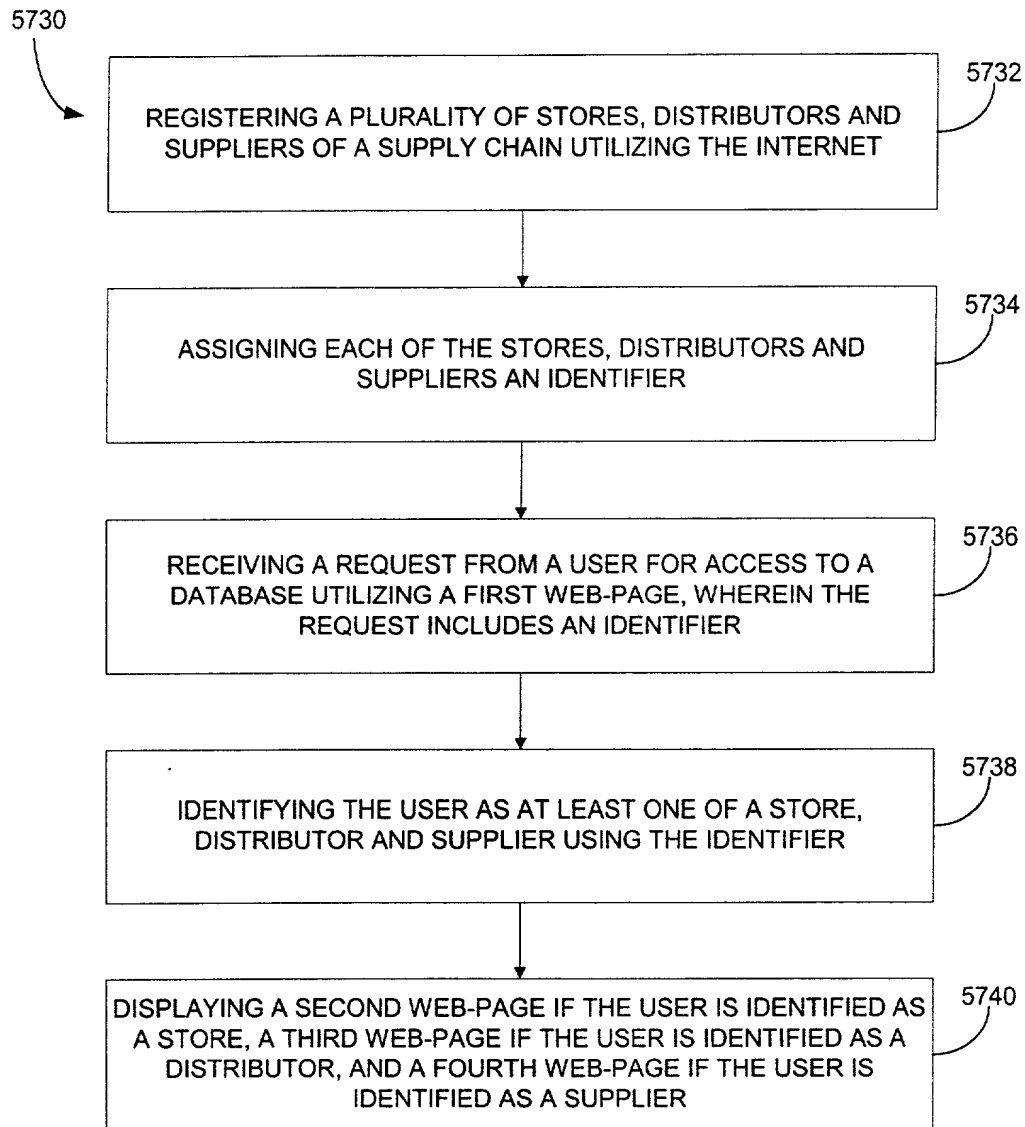 5730
5732
REGISTERING A PLURALITY OF STORES, DISTRIBUTORS AND
SUPPLIERS OF A SUPPLY CHAIN UTILIZING THE INTERNET
5734
ASSIGNING EACH OF THE STORES, DISTRIBUTORS AND
SUPPLIERS AN IDENTIFIER
5736
RECEIVING A REQUEST FROM A USER FOR ACCESS TO A
DATABASE UTILIZING A FIRST WEB-PAGE, WHEREIN THE
REQUEST INCLUDES AN IDENTIFIER
5738
IDENTIFYING THE USER AS AT LEAST ONE OF A STORE,
DISTRIBUTOR AND SUPPLIER USING THE IDENTIFIER
5740
DISPLAYING A SECOND WEB-PAGE IF THE USER IS IDENTIFIED AS
A STORE, A THIRD WEB-PAGE IF THE USER IS IDENTIFIED AS A
DISTRIBUTOR, AND A FOURTH WEB-PAGE IF THE USER IS
IDENTIFIED AS A SUPPLIER